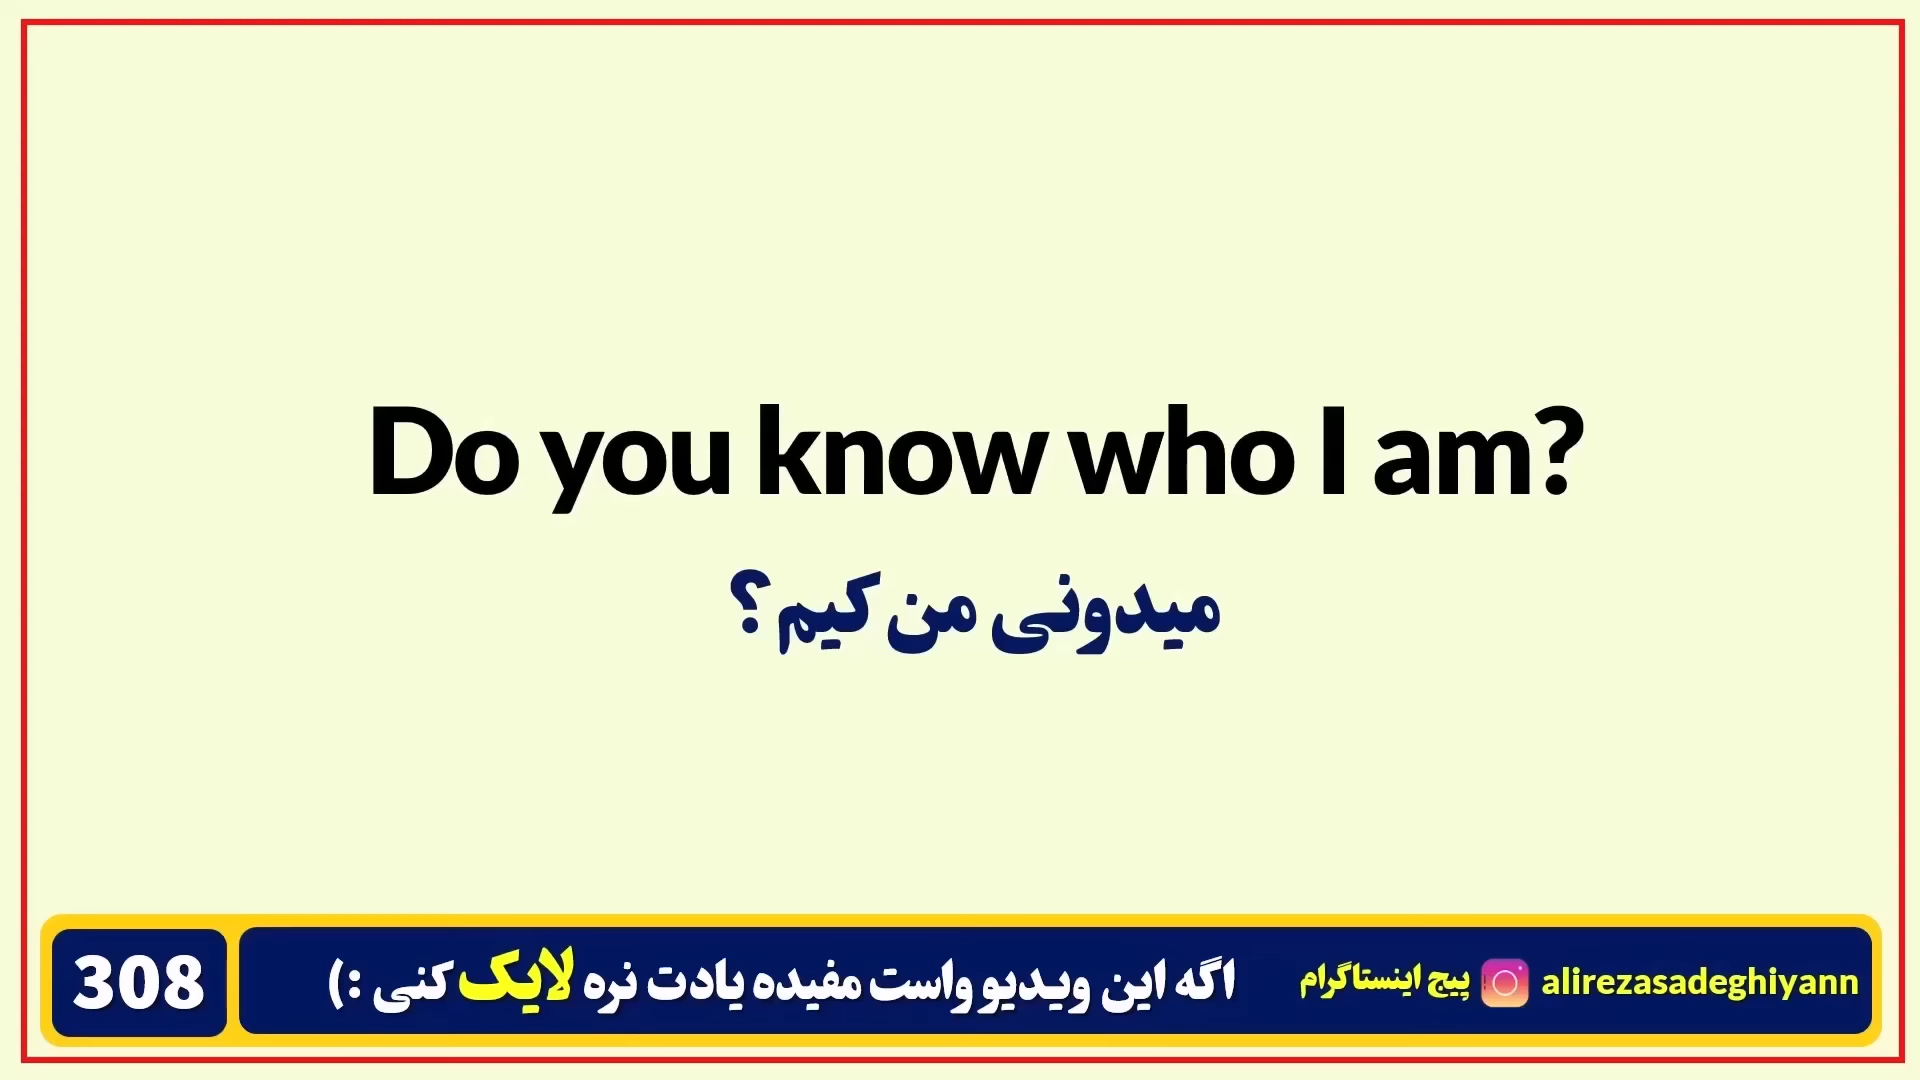 Do you know who I am?
میدونی من کیم؟
308
اگه این ویدیو واست مفیده یادت نره لایک کنی :)
پیج اینستاگرام
alirezasadeghiyann